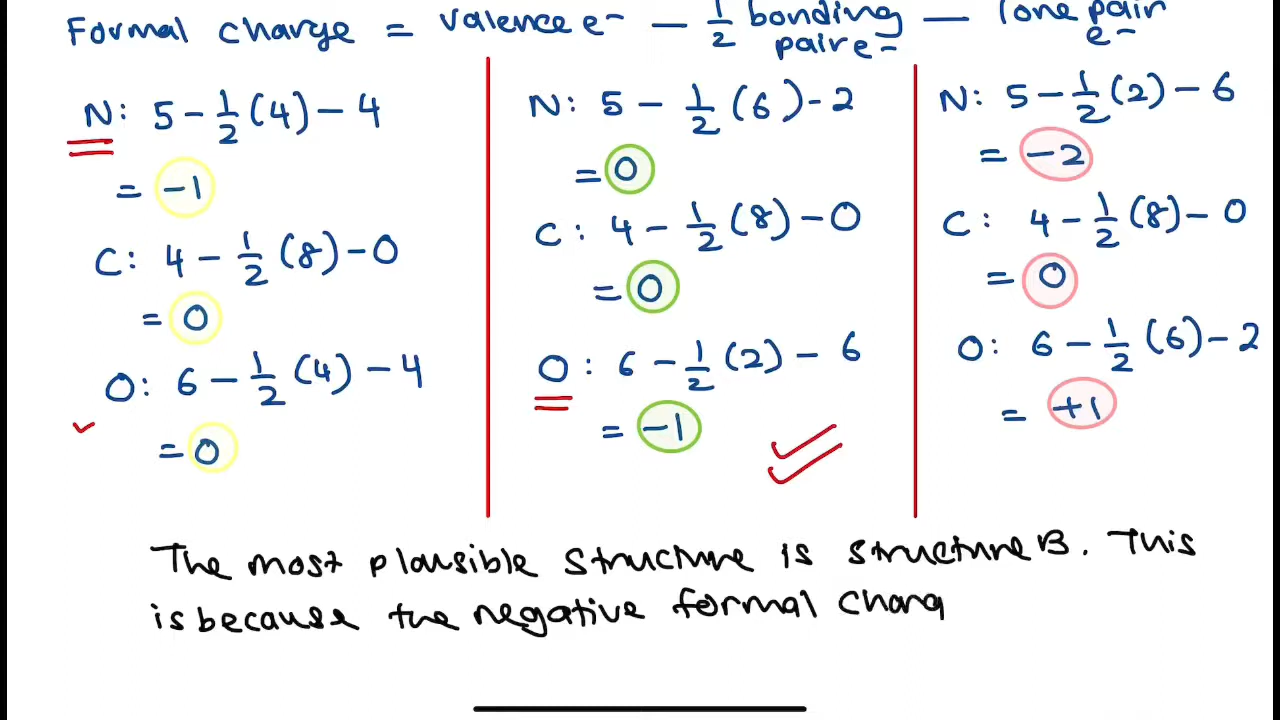 Formal charge = valence e- – 1/2 bonding pair e- – lone pair e-
N: 5 – 1/2 (4) – 4
= –1
C: 4 – 1/2 (8) – 0
= 0
O: 6 – 1/2 (4) – 4
= 0
N: 5 – 1/2 (6) – 2
= 0
C: 4 – 1/2 (8) – 0
= 0
O: 6 – 1/2 (2) – 6
= –1
N: 5 – 1/2 (2) – 6
= –2
C: 4 – 1/2 (8) – 0
= 0
O: 6 – 1/2 (6) – 2
= +1
The most plausible structure is structure B. This
is because the negative formal charg